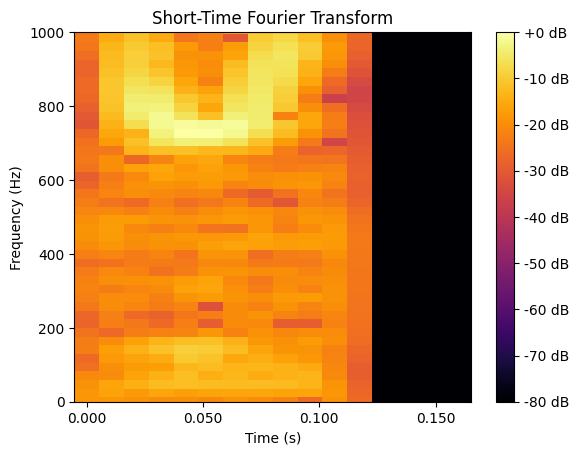 Short-Time Fourier Transform
1000
800
600
400
200
0
Frequency (Hz)
0.000
0.050
0.100
0.150
Time (s)
+0 dB
-10 dB
-20 dB
-30 dB
-40 dB
-50 dB
-60 dB
-70 dB
-80 dB